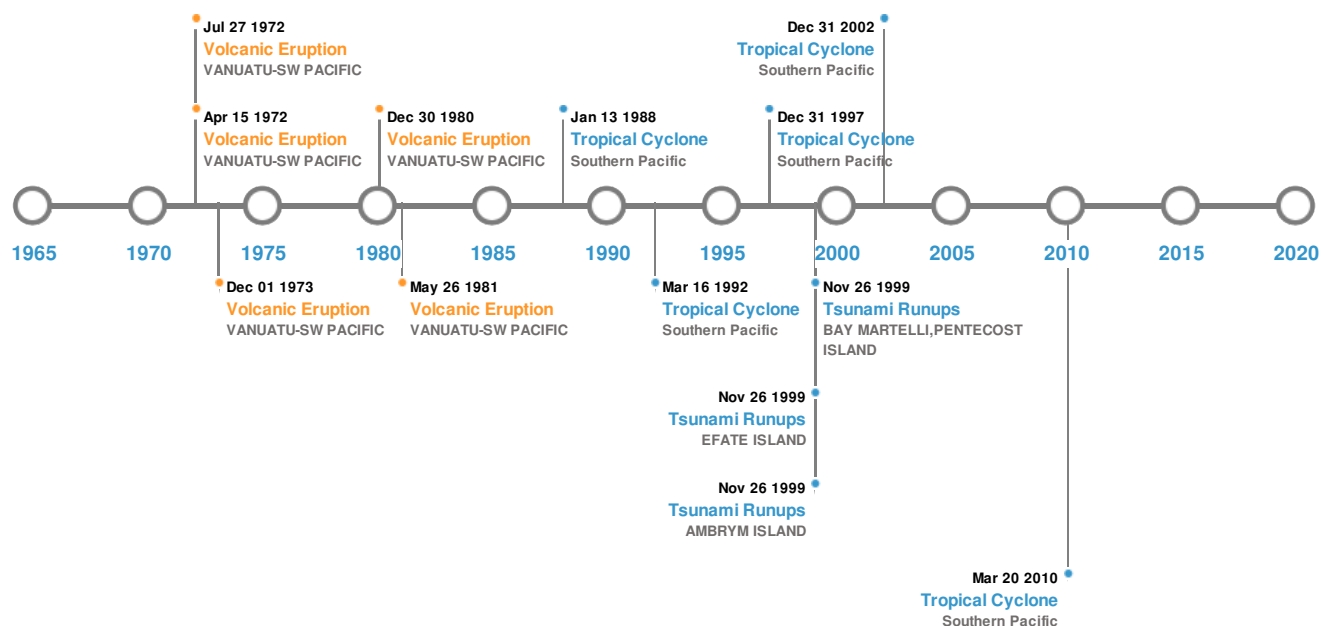 Jul 27 1972
Volcanic Eruption
VANUATU-SW PACIFIC
Dec 31 2002
Tropical Cyclone
Southern Pacific
Apr 15 1972
Volcanic Eruption
VANUATU-SW PACIFIC
Dec 30 1980
Volcanic Eruption
VANUATU-SW PACIFIC
Jan 13 1988
Tropical Cyclone
Southern Pacific
Dec 31 1997
Tropical Cyclone
Southern Pacific
1965 1970 1975 1980 1985 1990 1995 2000 2005 2010 2015 2020
Dec 01 1973
Volcanic Eruption
VANUATU-SW PACIFIC
May 26 1981
Volcanic Eruption
VANUATU-SW PACIFIC
Mar 16 1992
Tropical Cyclone
Southern Pacific
Nov 26 1999
Tsunami Runups
BAY MARTELLI,PENTECOST
ISLAND
Nov 26 1999
Tsunami Runups
EFATE ISLAND
Nov 26 1999
Tsunami Runups
AMBRYM ISLAND
Mar 20 2010
Tropical Cyclone
Southern Pacific